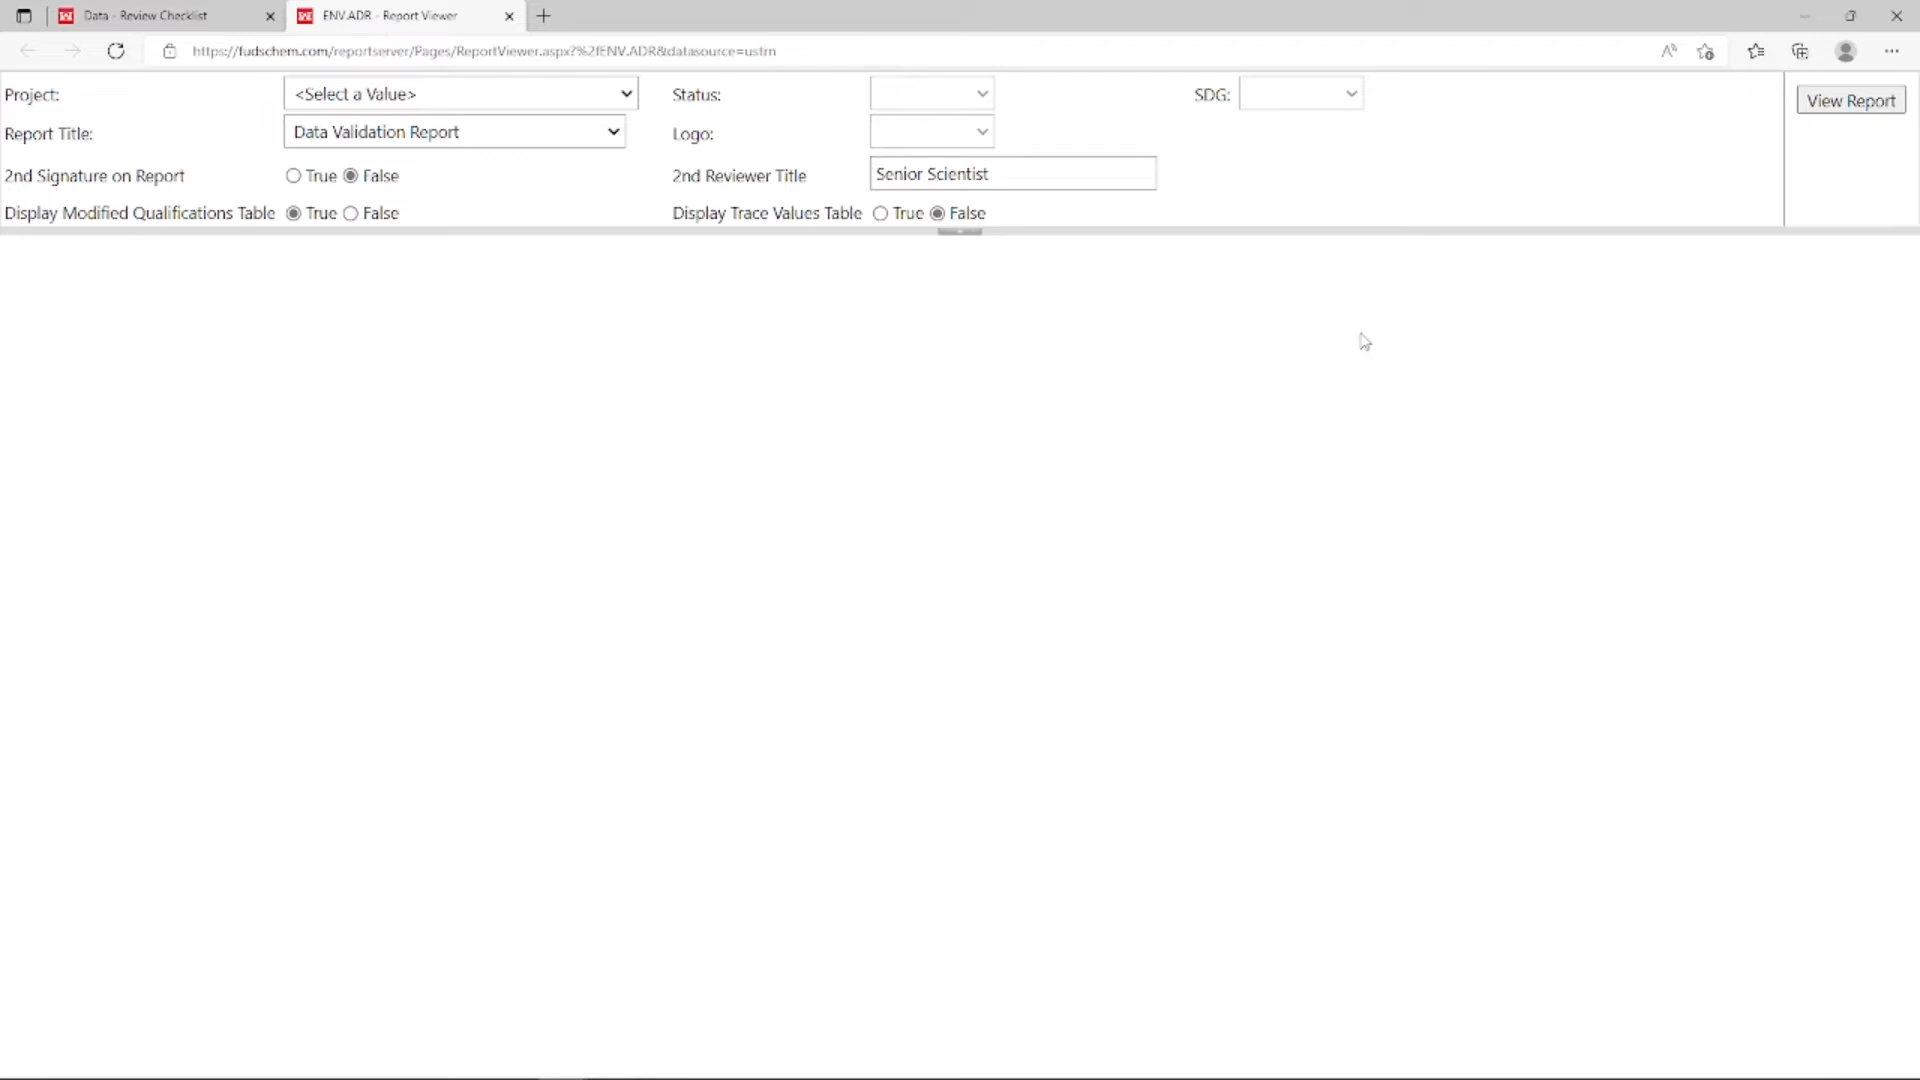 Data - Review Checklist
ENV.ADR - Report Viewer
https://fudschem.com/reportserver/Pages/ReportViewer.aspx?%2fENV.ADR&datasource=usfrn
Project: <Select a Value> Status: SDG: View Report
Report Title: Data Validation Report Logo:
2nd Signature on Report True False 2nd Reviewer Title Senior Scientist
Display Modified Qualifications Table True False Display Trace Values Table True False